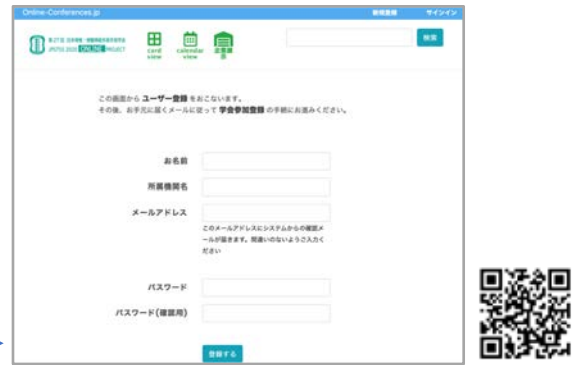 Online-Conferences.jp
新規登録 サインイン
JPSTSS 2020 ONLINE PROJECT
card view
calendar view
検索
この画面から ユーザー登録 をおこないます。
その後、お手元に届くメールに従って 学会参加登録 の手続にお進みください。
お名前
所属機関名
メールアドレス
このメールアドレスにシステムからの確認メ
ールが届きます。間違いのないようご入力く
ださい
パスワード
パスワード(確認用)
登録する